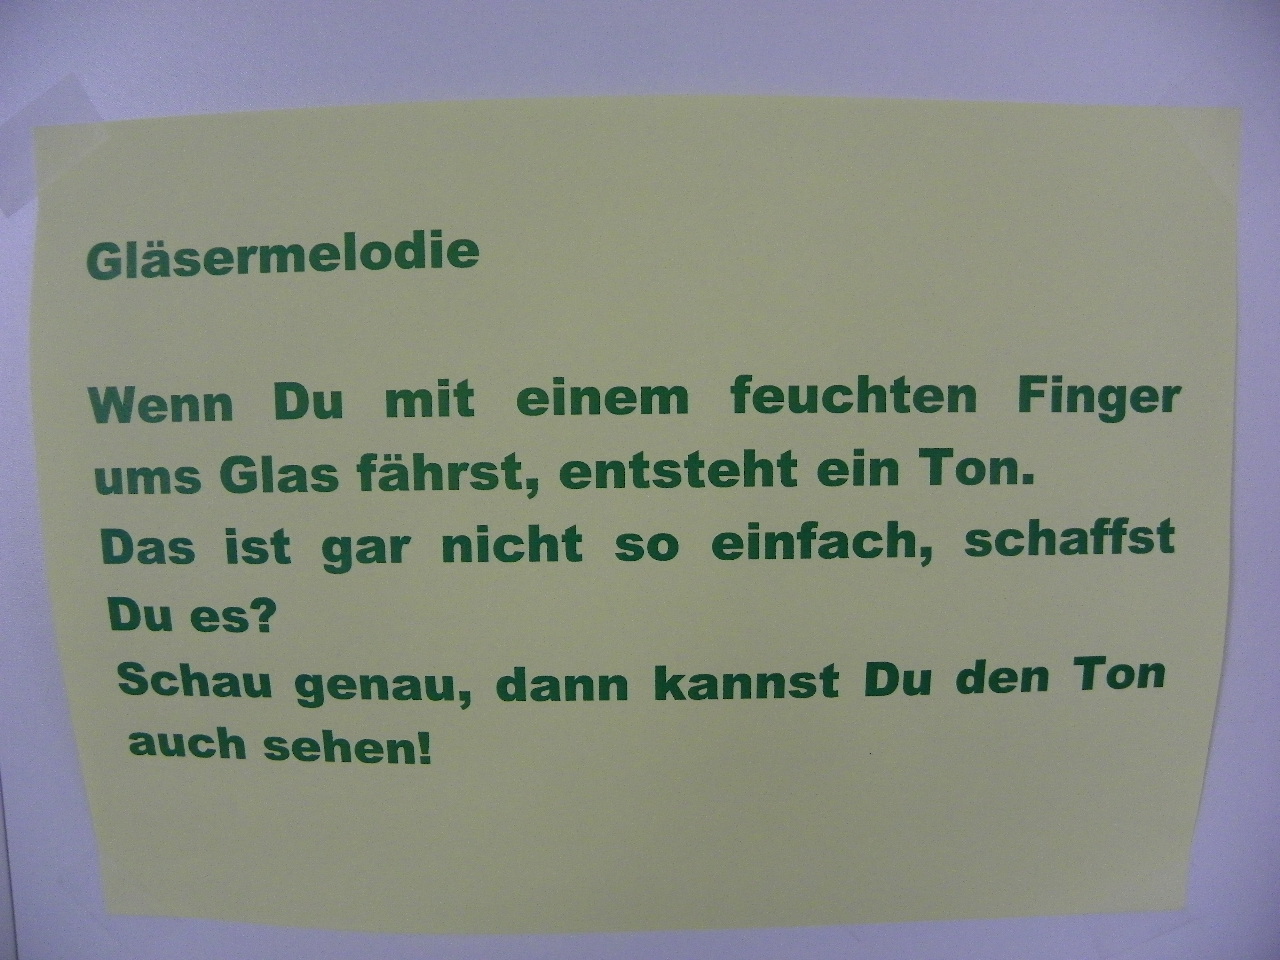 Gläsermelodie
Wenn Du mit einem feuchten Finger
ums Glas fährst, entsteht ein Ton.
Das ist gar nicht so einfach, schaffst
Du es?
Schau genau, dann kannst Du den Ton
auch sehen!